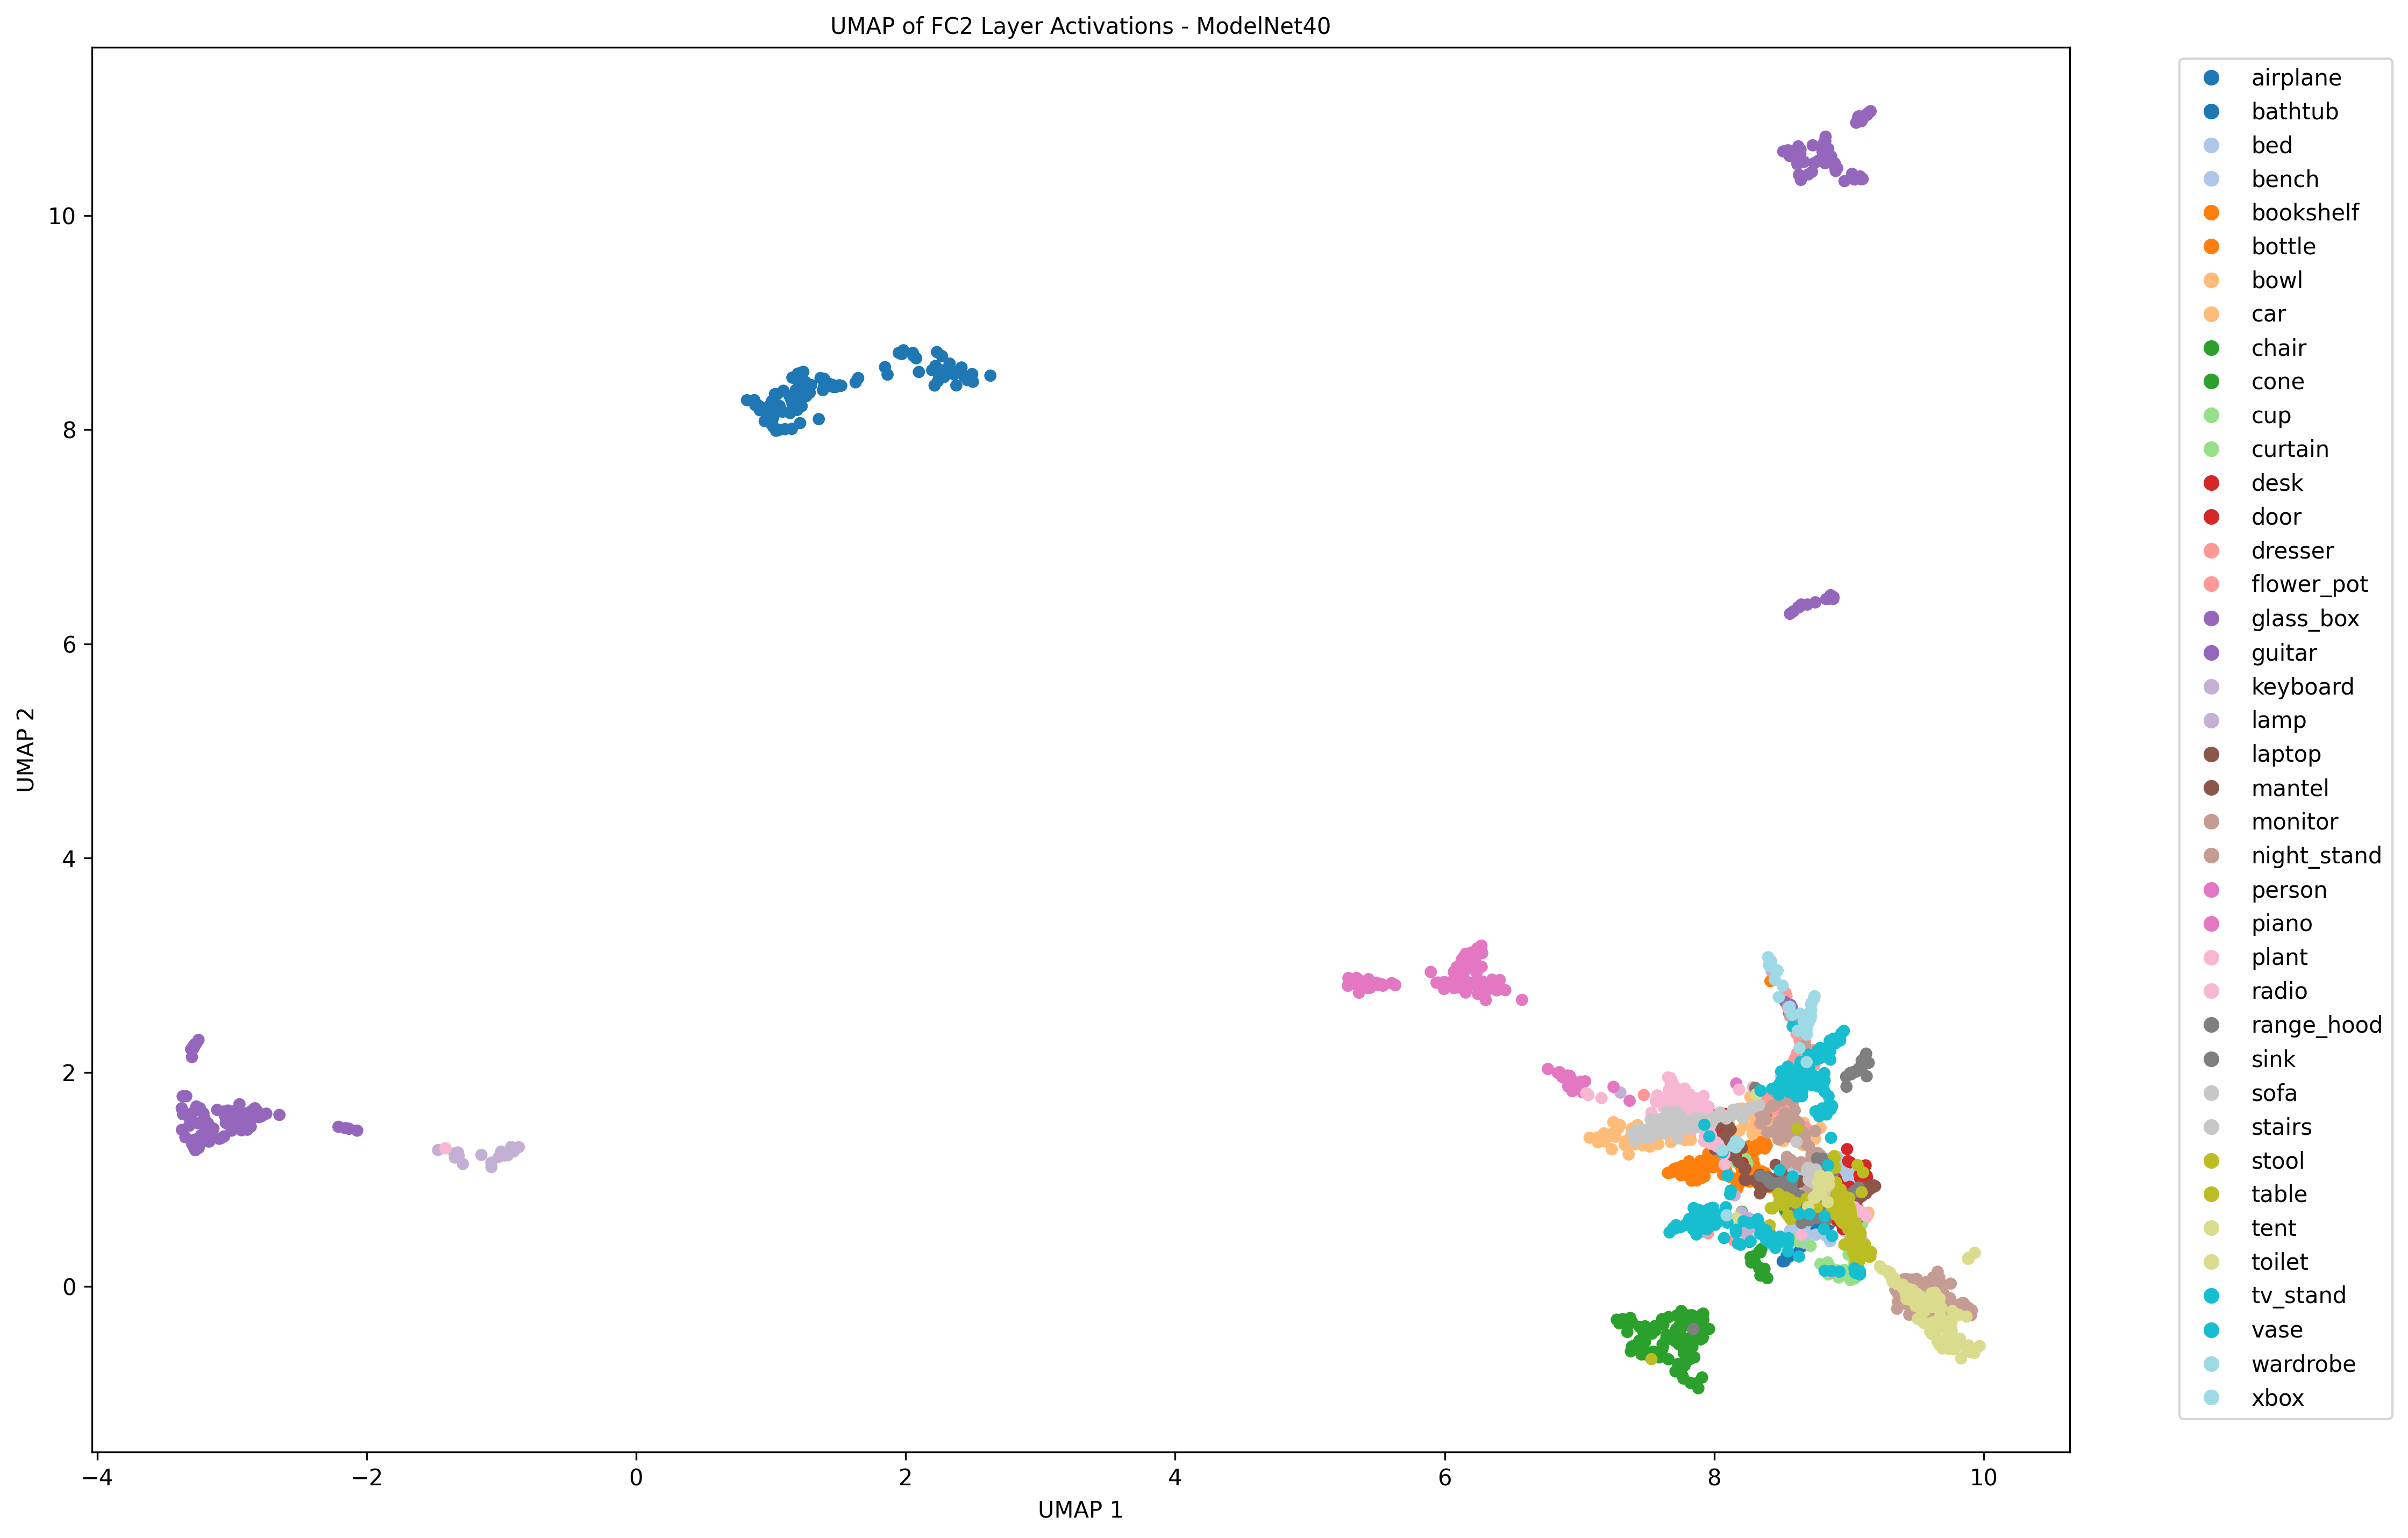 UMAP of FC2 Layer Activations - ModelNet40
UMAP 2
10
8
6
4
2
0
−4
−2
0
2
4
6
8
10
UMAP 1
airplane
bathtub
bed
bench
bookshelf
bottle
bowl
car
chair
cone
cup
curtain
desk
door
dresser
flower_pot
glass_box
guitar
keyboard
lamp
laptop
mantel
monitor
night_stand
person
piano
plant
radio
range_hood
sink
sofa
stairs
stool
table
tent
toilet
tv_stand
vase
wardrobe
xbox